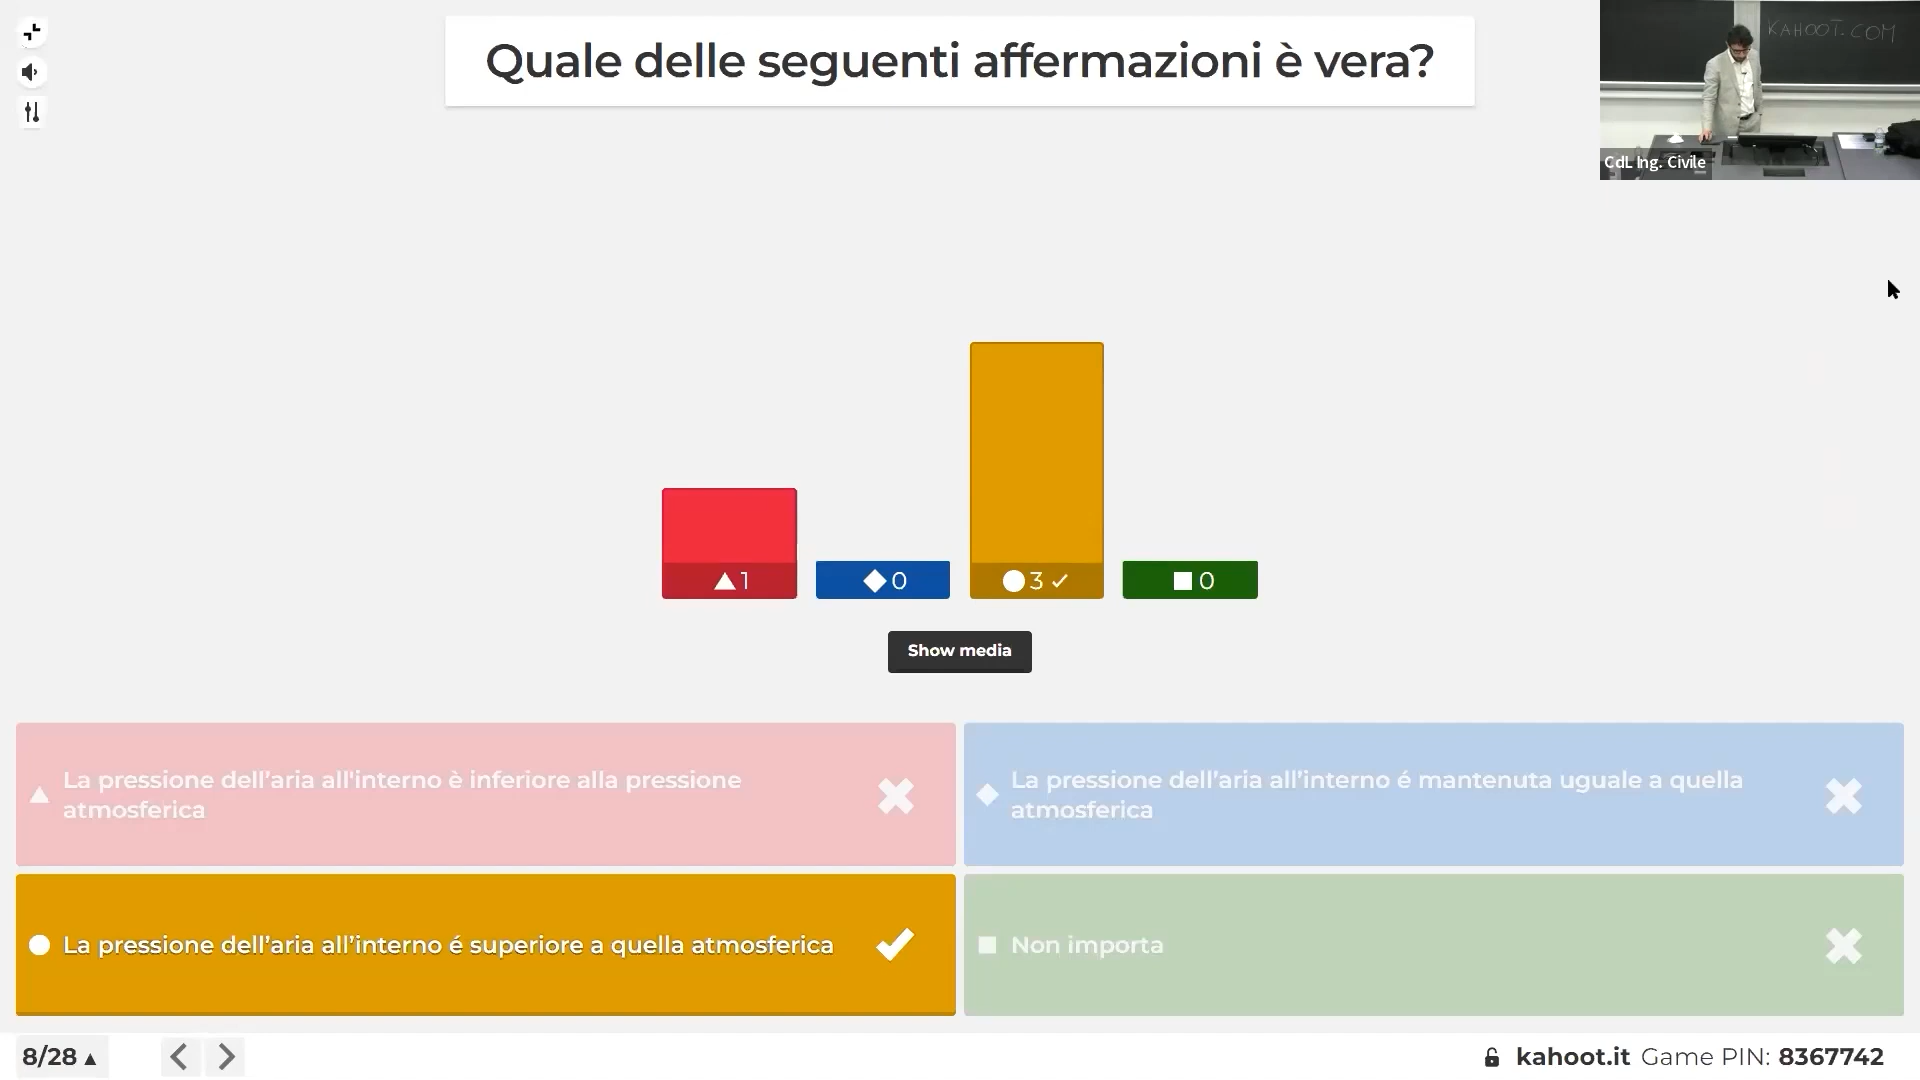 Quale delle seguenti affermazioni è vera?
KAHOOT.COM
CdL Ing. Civile
1
0
3
0
Show media
La pressione dell'aria all'interno è inferiore alla pressione
atmosferica
La pressione dell'aria all'interno é mantenuta uguale a quella
atmosferica
La pressione dell'aria all'interno é superiore a quella atmosferica
Non importa
8/28
kahoot.it Game PIN: 8367742